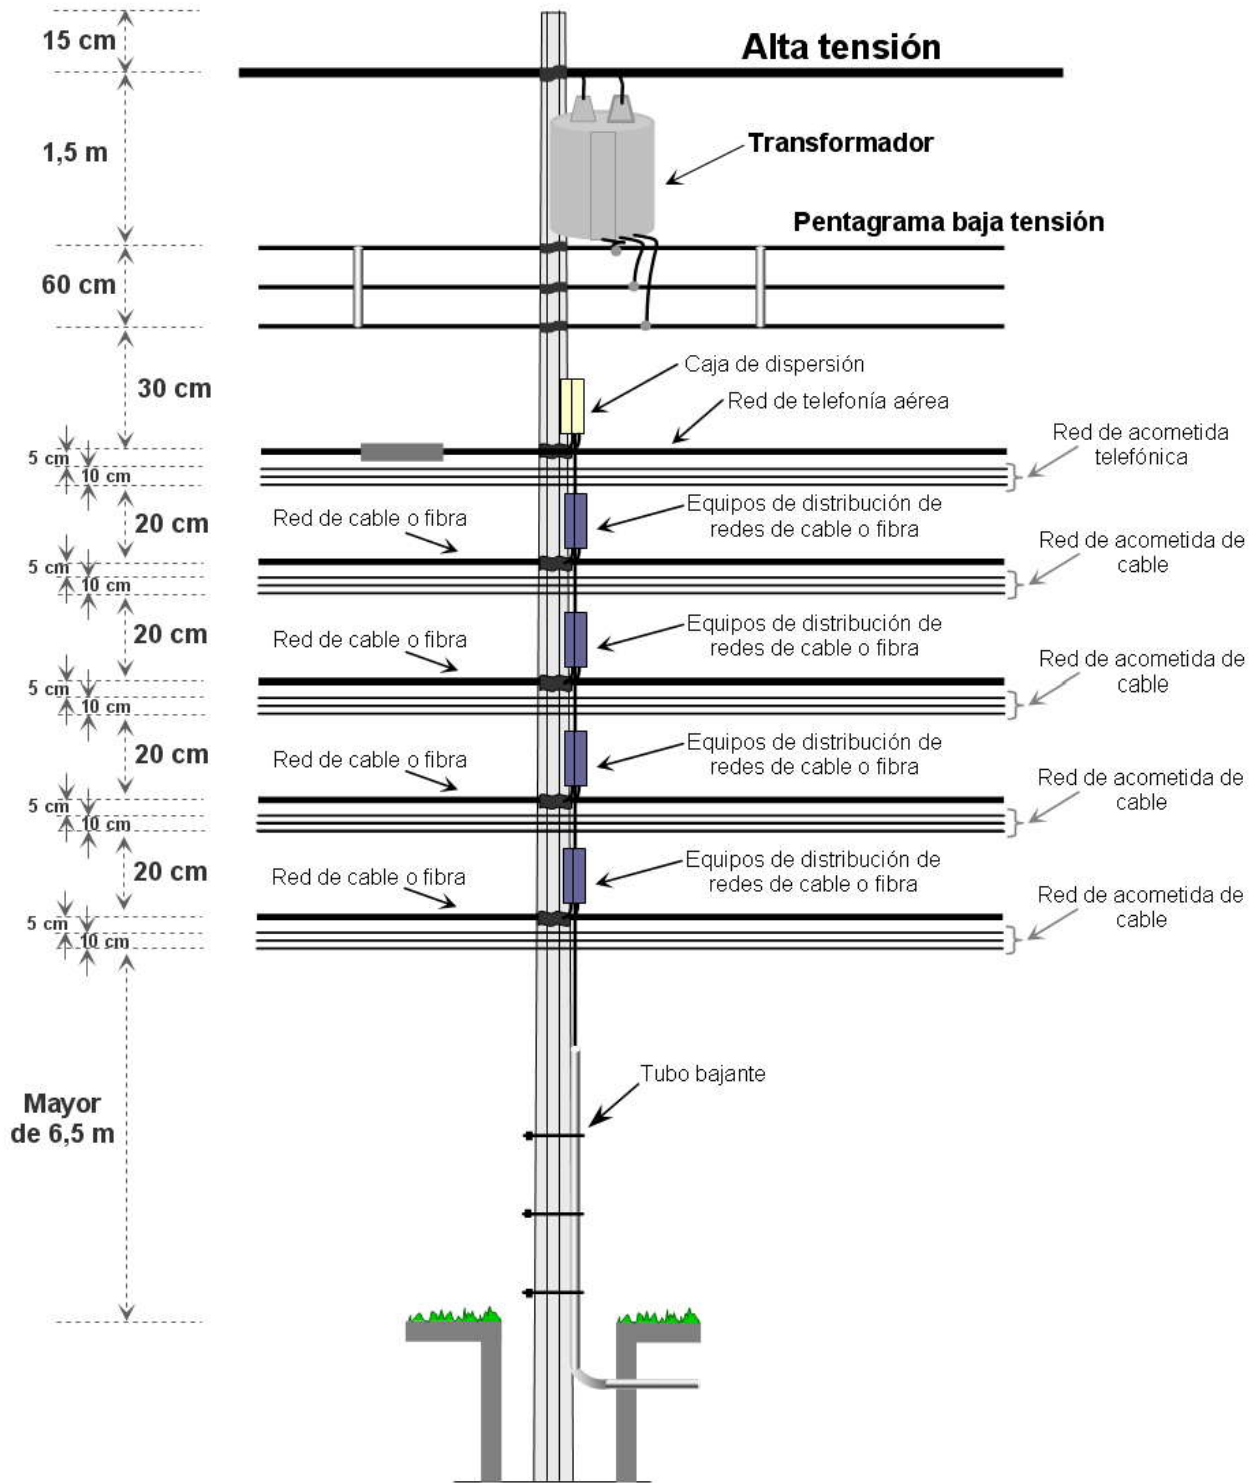 15 cm
Alta tensión
1,5 m
Transformador
Pentagrama baja tensión
60 cm
Caja de dispersión
30 cm
Red de telefonía aérea
Red de acometida
telefónica
5 cm
10 cm
20 cm
Red de cable o fibra
Equipos de distribución de
redes de cable o fibra
Red de acometida de
cable
5 cm
10 cm
20 cm
Red de cable o fibra
Equipos de distribución de
redes de cable o fibra
Red de acometida de
cable
5 cm
10 cm
20 cm
Red de cable o fibra
Equipos de distribución de
redes de cable o fibra
Red de acometida de
cable
5 cm
10 cm
20 cm
Red de cable o fibra
Equipos de distribución de
redes de cable o fibra
Red de acometida de
cable
5 cm
10 cm
Tubo bajante
Mayor
de 6,5 m